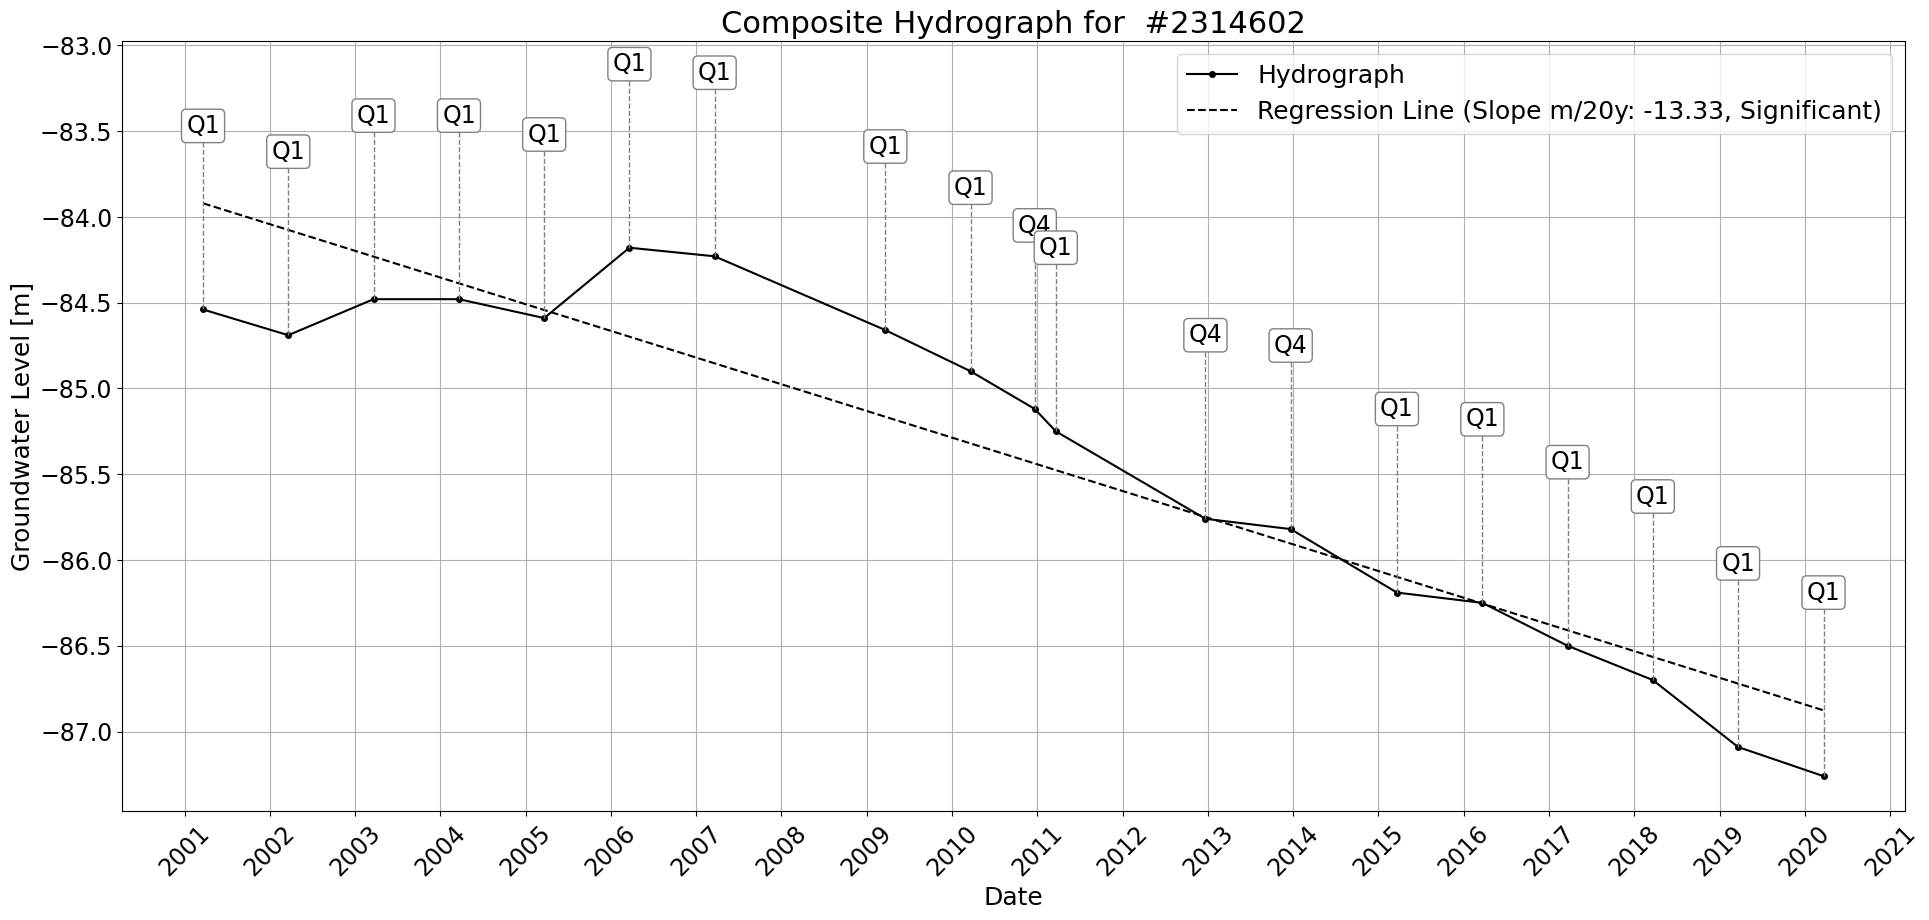 Composite Hydrograph for  #2314602
Hydrograph
Regression Line (Slope m/20y: -13.33, Significant)
Groundwater Level [m]
−83.0
−83.5
−84.0
−84.5
−85.0
−85.5
−86.0
−86.5
−87.0
Q1
Q1
Q1
Q1
Q1
Q1
Q1
Q1
Q1
Q4
Q1
Q4
Q4
Q1
Q1
Q1
Q1
Q1
Q1
2001
2002
2003
2004
2005
2006
2007
2008
2009
2010
2011
2012
2013
2014
2015
2016
2017
2018
2019
2020
2021
Date